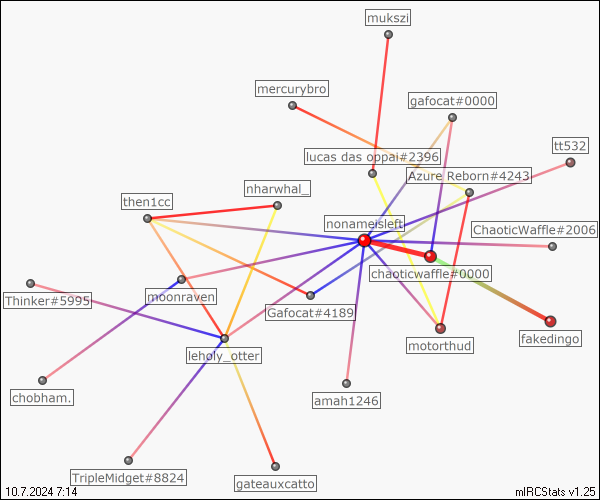 mukszi
mercurybro
gafocat#0000
tt532
lucas das oppai#2396
Azure Reborn#4243
nharwhal_
then1cc
nonameisleft
ChaoticWaffle#2006
chaoticwaffle#0000
Thinker#5995
moonraven
Gafocat#4189
fakedingo
motorthud
leholy_otter
chobham.
amah1246
TripleMidget#8824
gateauxcatto
10.7.2024 7:14
mIRCStats v1.25